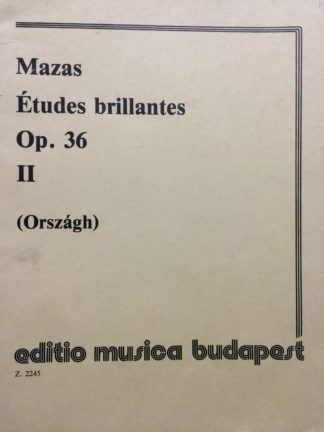 Mazas
Études brillantes
Op. 36
II
(Országh)
editio musica budapest
Z. 2245